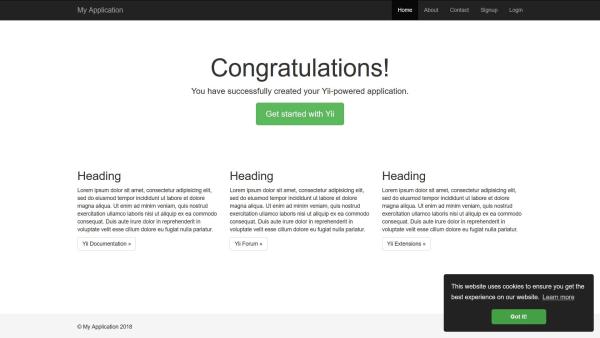 My Application
Home About Contact Signup Login
Congratulations!
You have successfully created your Yii-powered application.
Get started with Yii
Heading
Lorem ipsum dolor sit amet, consectetur adipisicing elit,
sed do eiusmod tempor incididunt ut labore et dolore
magna aliqua. Ut enim ad minim veniam, quis nostrud
exercitation ullamco laboris nisi ut aliquip ex ea commodo
consequat. Duis aute irure dolor in reprehenderit in
voluptate velit esse cillum dolore eu fugiat nulla pariatur.
Yii Documentation »
Heading
Lorem ipsum dolor sit amet, consectetur adipisicing elit,
sed do eiusmod tempor incididunt ut labore et dolore
magna aliqua. Ut enim ad minim veniam, quis nostrud
exercitation ullamco laboris nisi ut aliquip ex ea commodo
consequat. Duis aute irure dolor in reprehenderit in
voluptate velit esse cillum dolore eu fugiat nulla pariatur.
Yii Forum »
Heading
Lorem ipsum dolor sit amet, consectetur adipisicing elit,
sed do eiusmod tempor incididunt ut labore et dolore
magna aliqua. Ut enim ad minim veniam, quis nostrud
exercitation ullamco laboris nisi ut aliquip ex ea commodo
consequat. Duis aute irure dolor in reprehenderit in
voluptate velit esse cillum dolore eu fugiat nulla pariatur.
Yii Extensions »
This website uses cookies to ensure you get the
best experience on our website. Learn more
Got it!
© My Application 2018